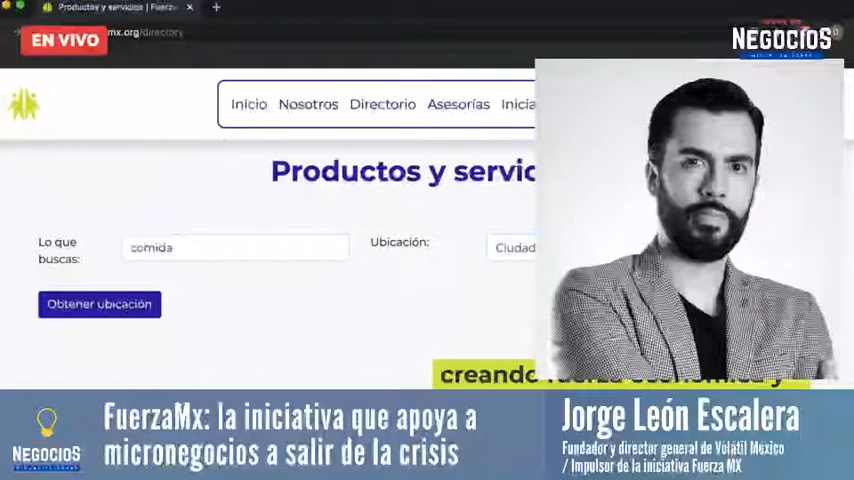 Productos y servicios | Fuerza
EN VIVO
mx.org/directory
NEGOCIOS
Inicio Nosotros Directorio Asesorías Inicia
Productos y servic
Lo que buscas:
comida
Ubicación:
Ciudad
Obtener ubicación
creando fuerza económica y
NEGOCIOS
FuerzaMx: la iniciativa que apoya a
micronegocios a salir de la crisis
Jorge León Escalera
Fundador y director general de Volátil México
/ Impulsor de la iniciativa Fuerza MX